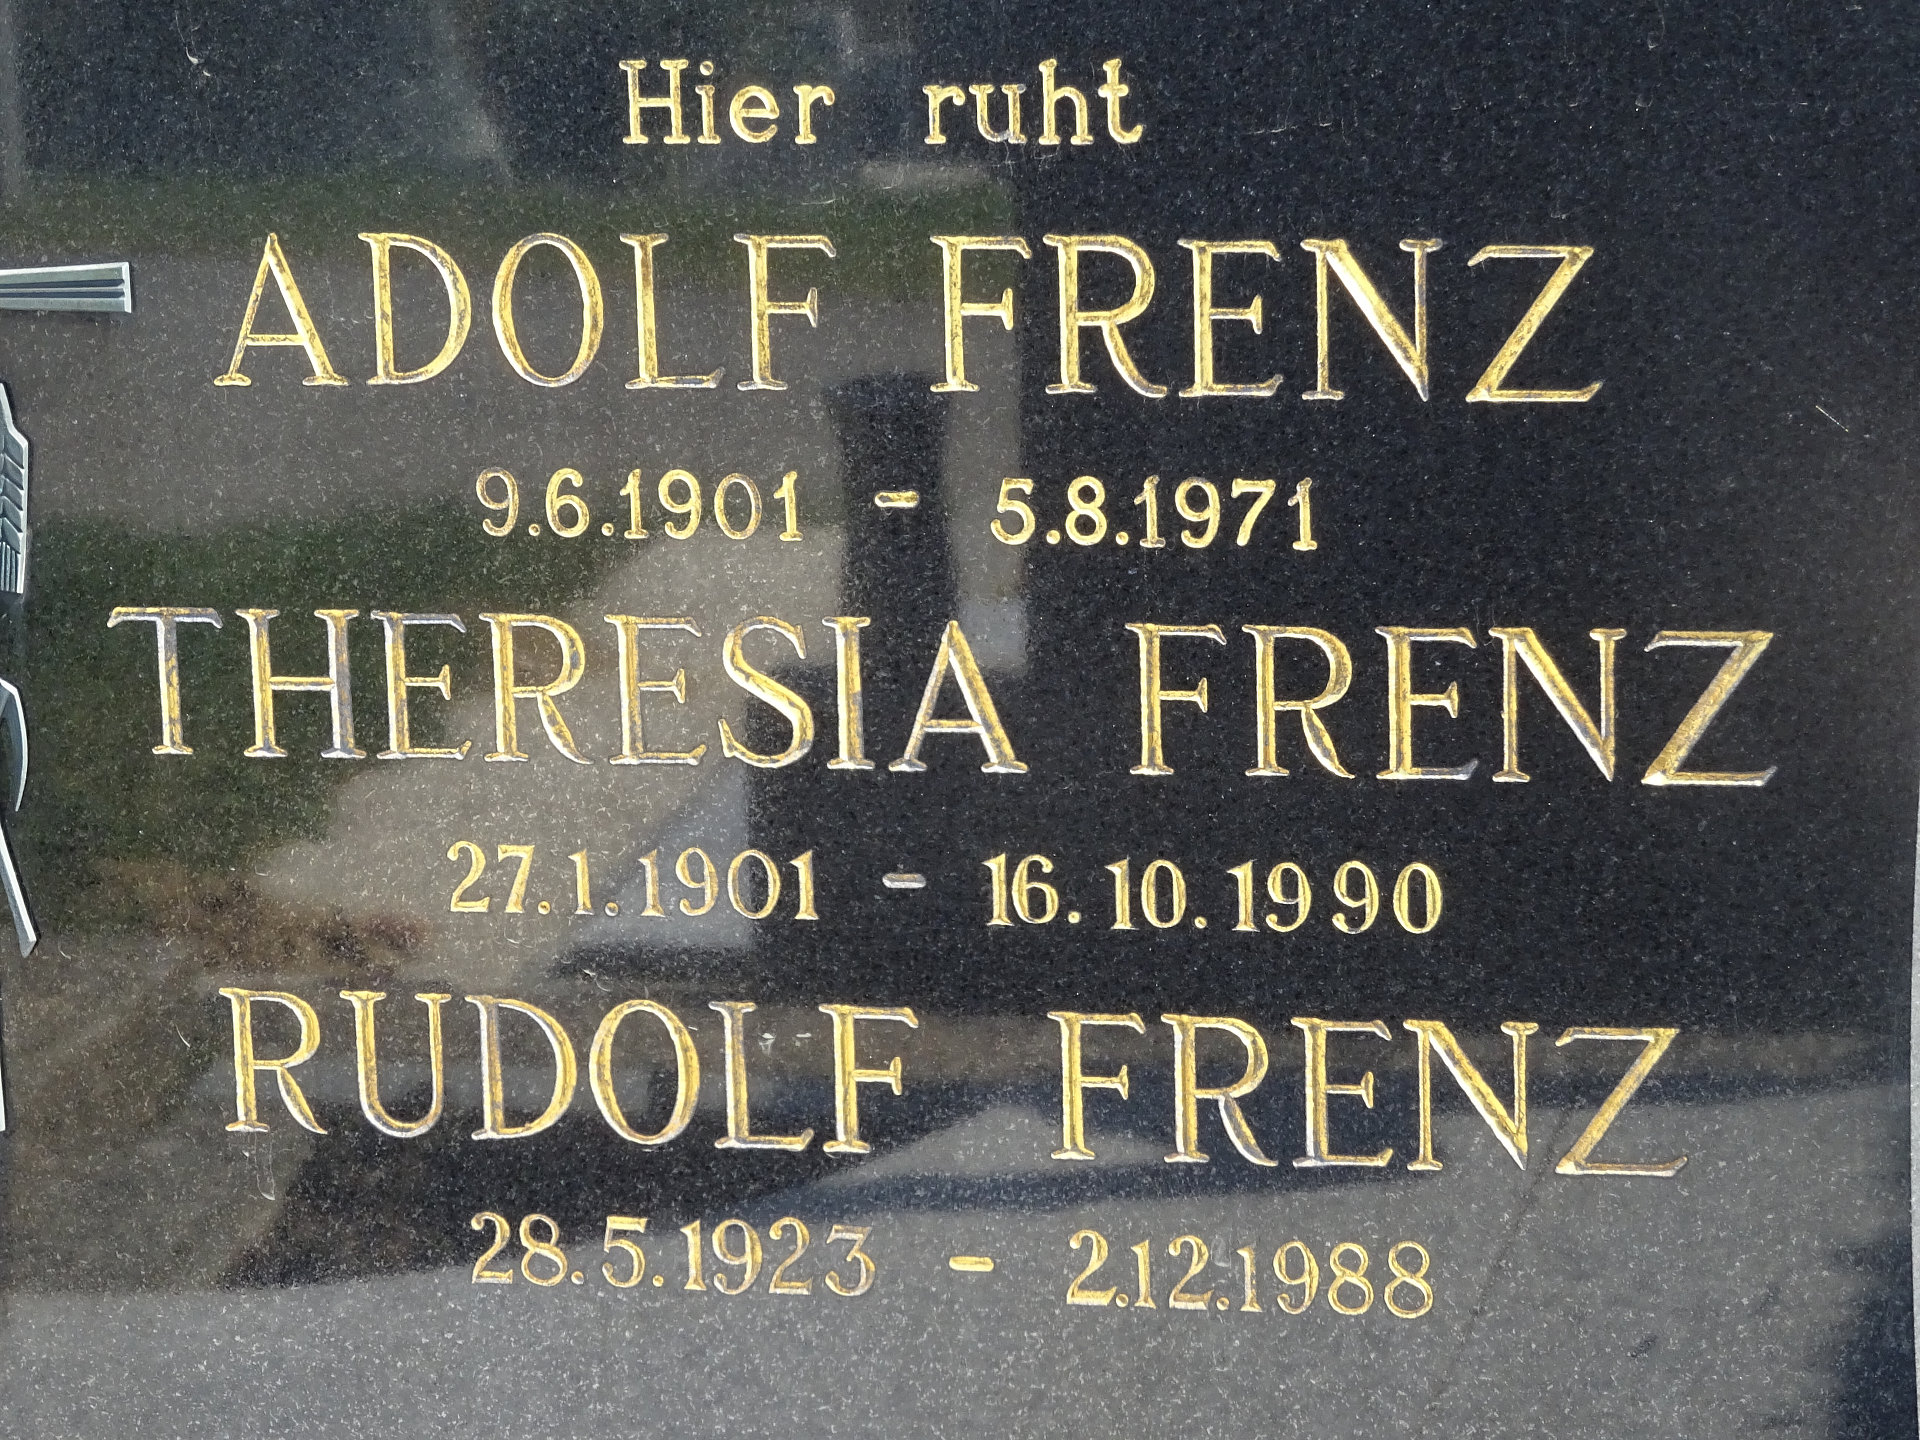 Hier ruht
ADOLF FRENZ
9.6.1901 - 5.8.1971
THERESIA FRENZ
27.1.1901 - 16.10.1990
RUDOLF FRENZ
28.5.1923 - 2.12.1988